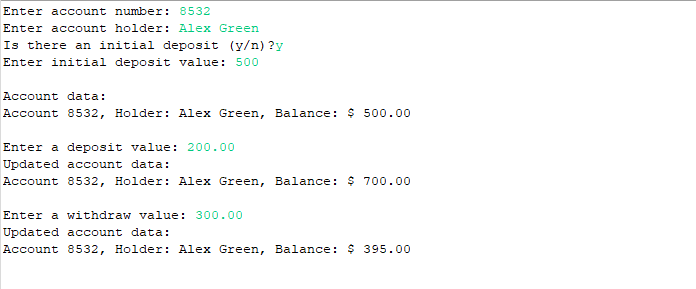 Enter account number: 8532
Enter account holder: Alex Green
Is there an initial deposit (y/n)?y
Enter initial deposit value: 500
Account data:
Account 8532, Holder: Alex Green, Balance: $ 500.00
Enter a deposit value: 200.00
Updated account data:
Account 8532, Holder: Alex Green, Balance: $ 700.00
Enter a withdraw value: 300.00
Updated account data:
Account 8532, Holder: Alex Green, Balance: $ 395.00